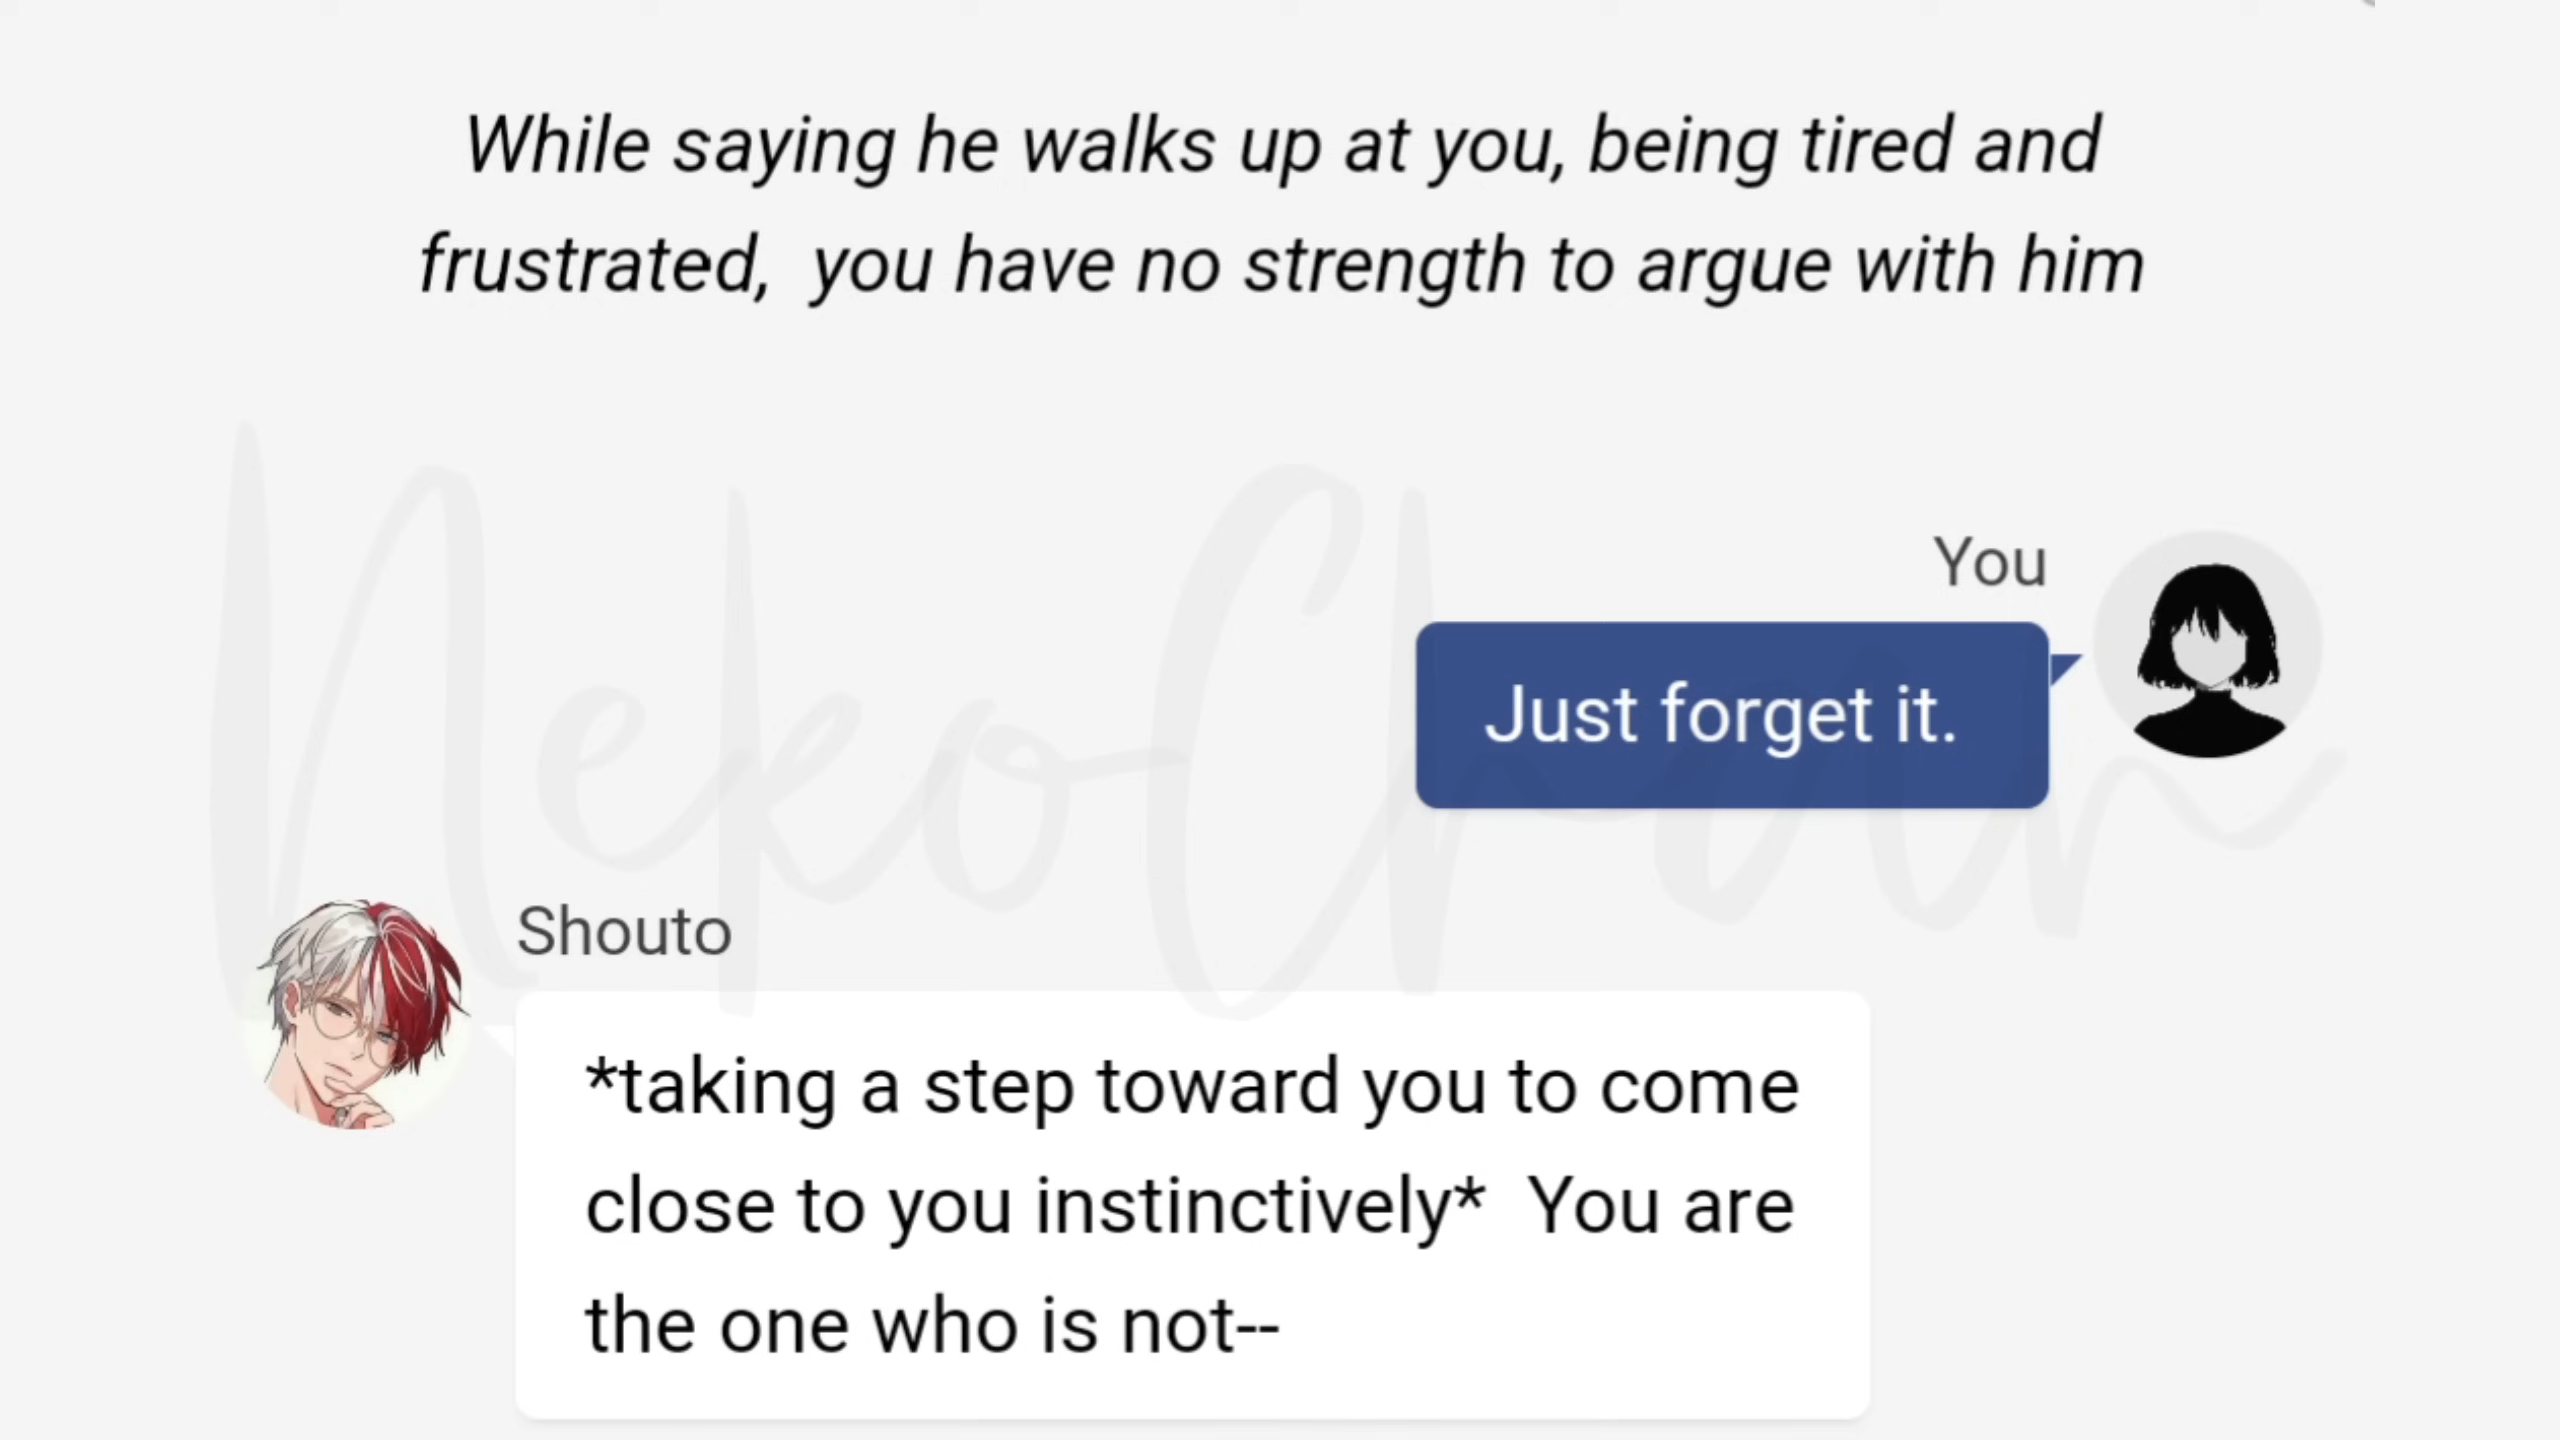 While saying he walks up at you, being tired and
frustrated,  you have no strength to argue with him
You
Just forget it.
NekoChan
Shouto
*taking a step toward you to come
close to you instinctively*  You are
the one who is not--